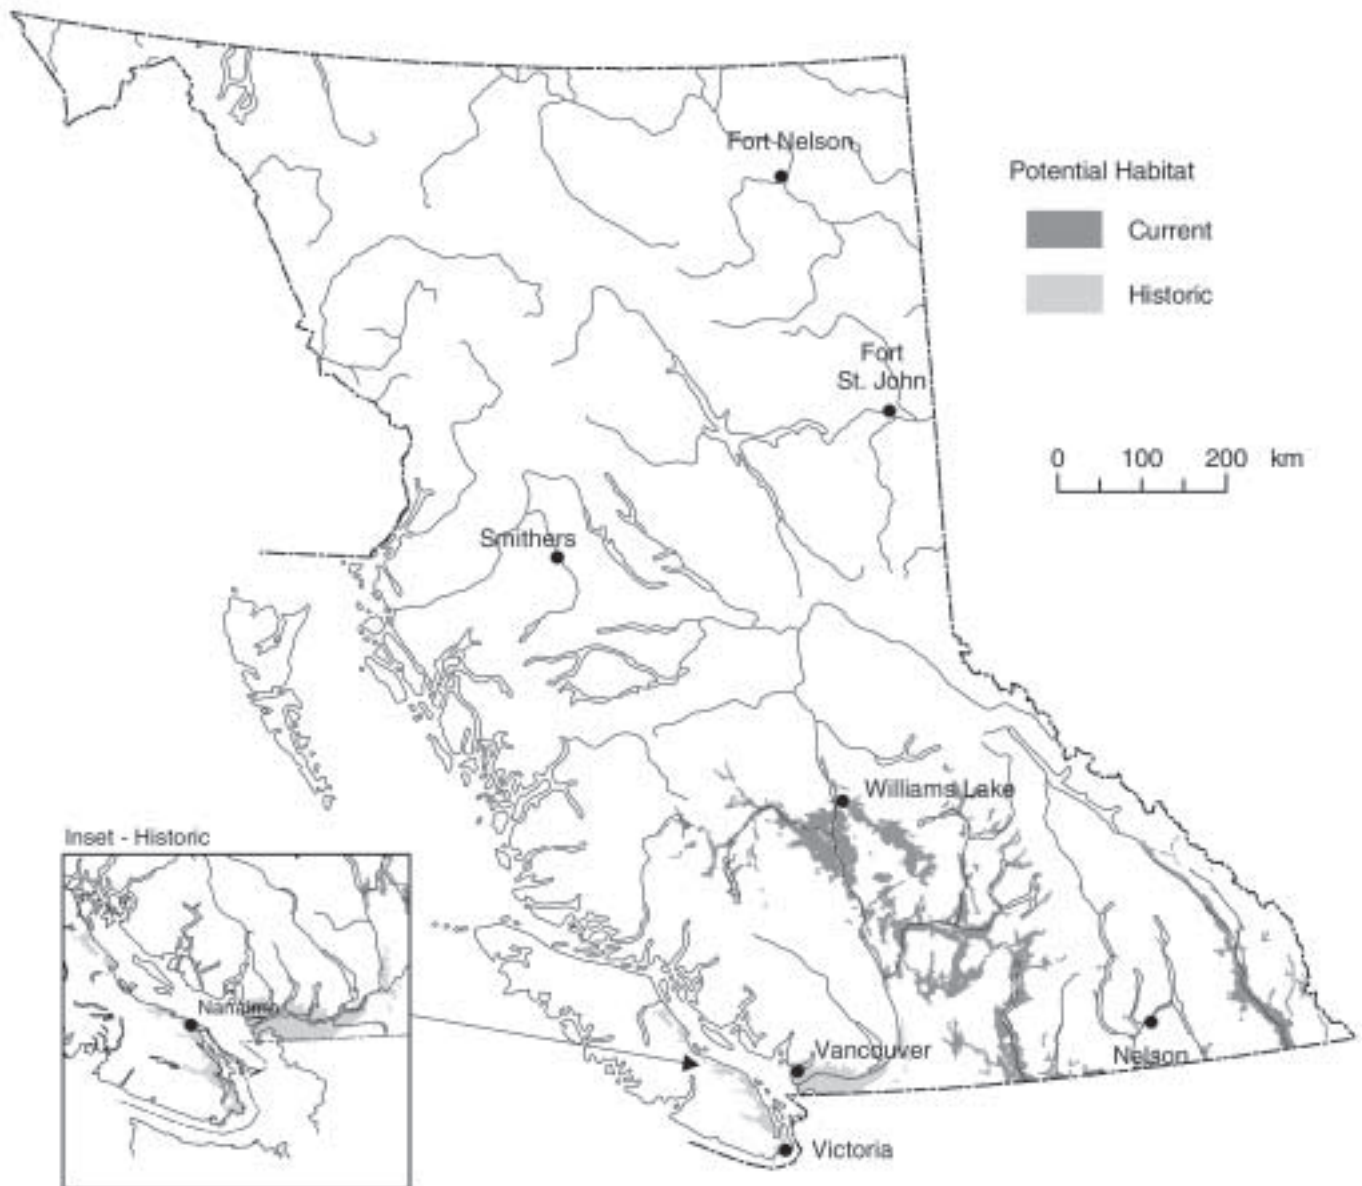 Fort Nelson
Potential Habitat
Current
Historic
Fort
St. John
0 100 200 km
Smithers
Williams Lake
Inset - Historic
Nanaimo
Vancouver
Nelson
Victoria